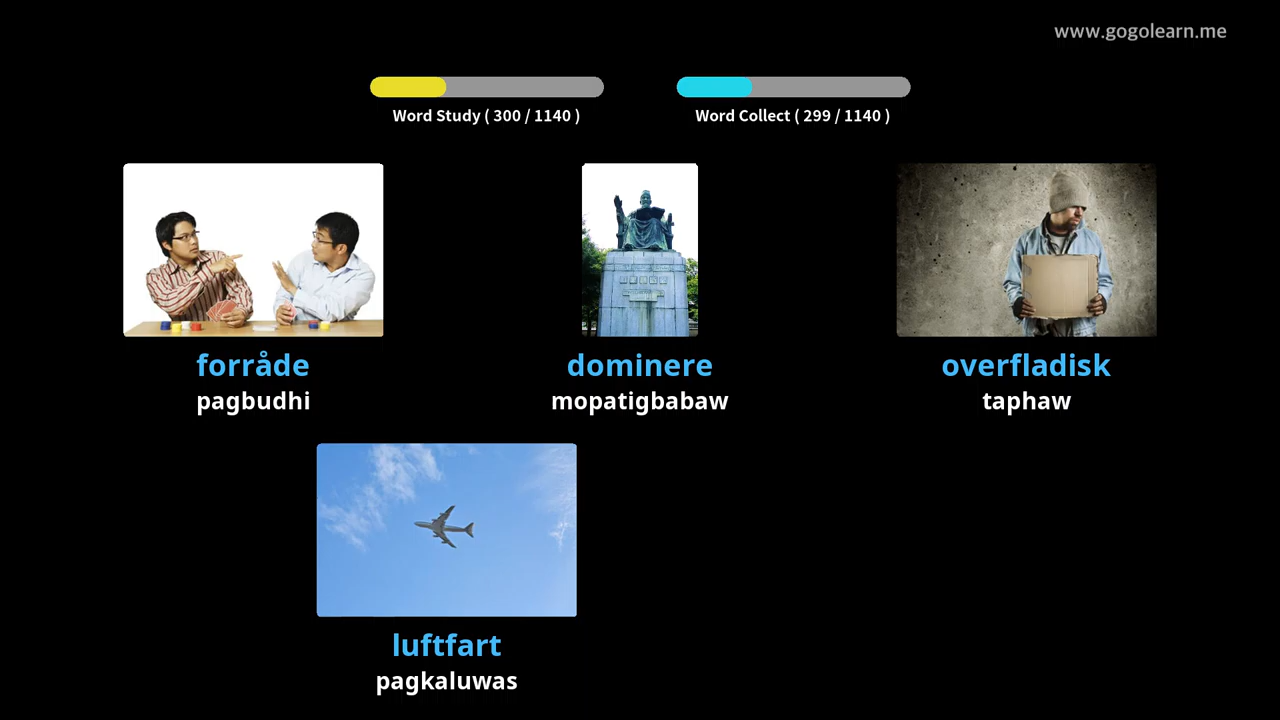 www.gogolearn.me
Word Study ( 300 / 1140 )
Word Collect ( 299 / 1140 )
forråde
pagbudhi
dominere
mopatigbabaw
overfladisk
taphaw
luftfart
pagkaluwas